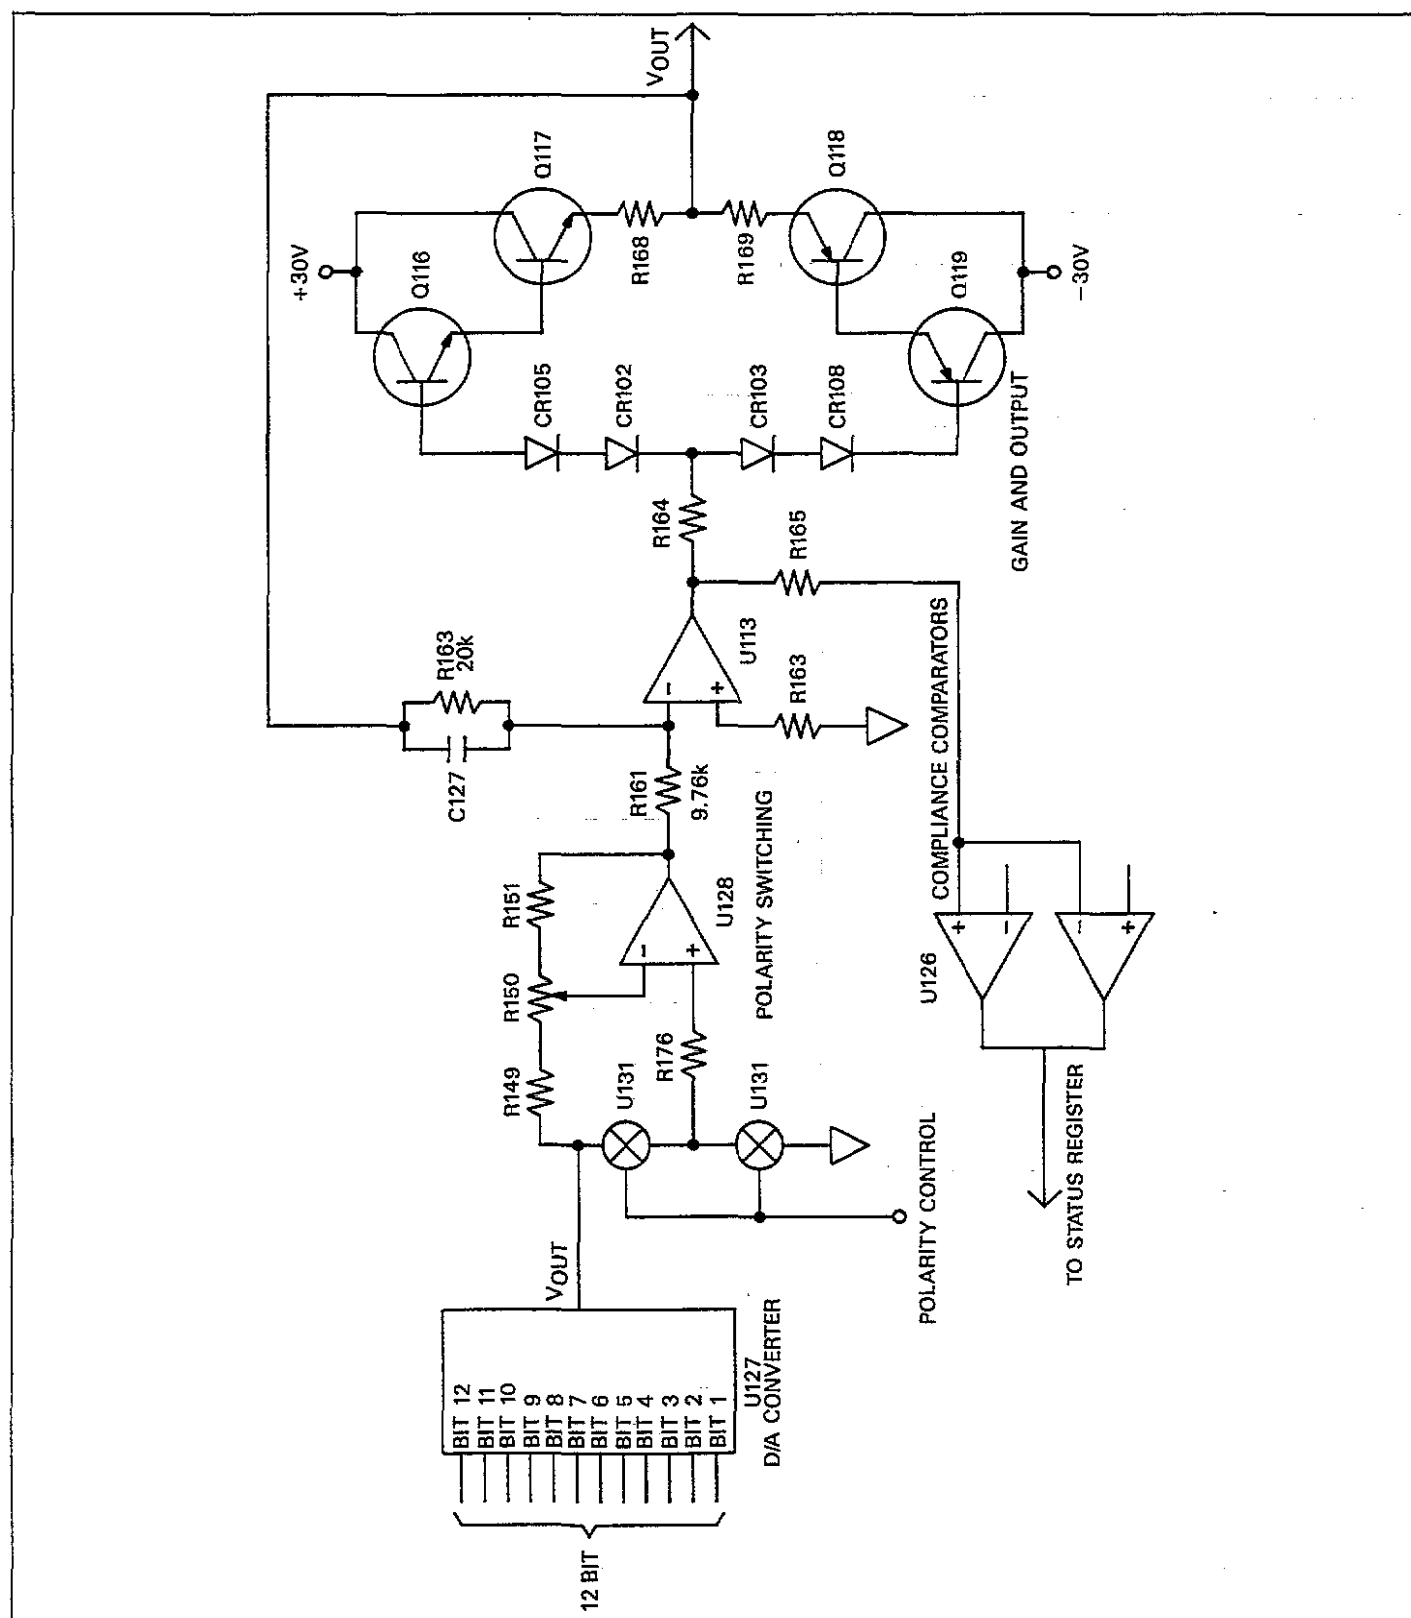 12 BIT
BIT 12
BIT 11
BIT 10
BIT 9
BIT 8
BIT 7
BIT 6
BIT 5
BIT 4
BIT 3
BIT 2
BIT 1
U127
D/A CONVERTER
VOUT
POLARITY CONTROL
R149
R150
R151
U131
R176
U131
-
+
U128
POLARITY SWITCHING
TO STATUS REGISTER
U126
+
-
-
+
COMPLIANCE COMPARATORS
R161
9.76k
C127
R163
20k
-
+
U113
R163
R164
R165
CR105
CR102
CR103
CR108
+30V
Q116
Q117
R168
R169
Q118
Q119
-30V
VOUT
GAIN AND OUTPUT